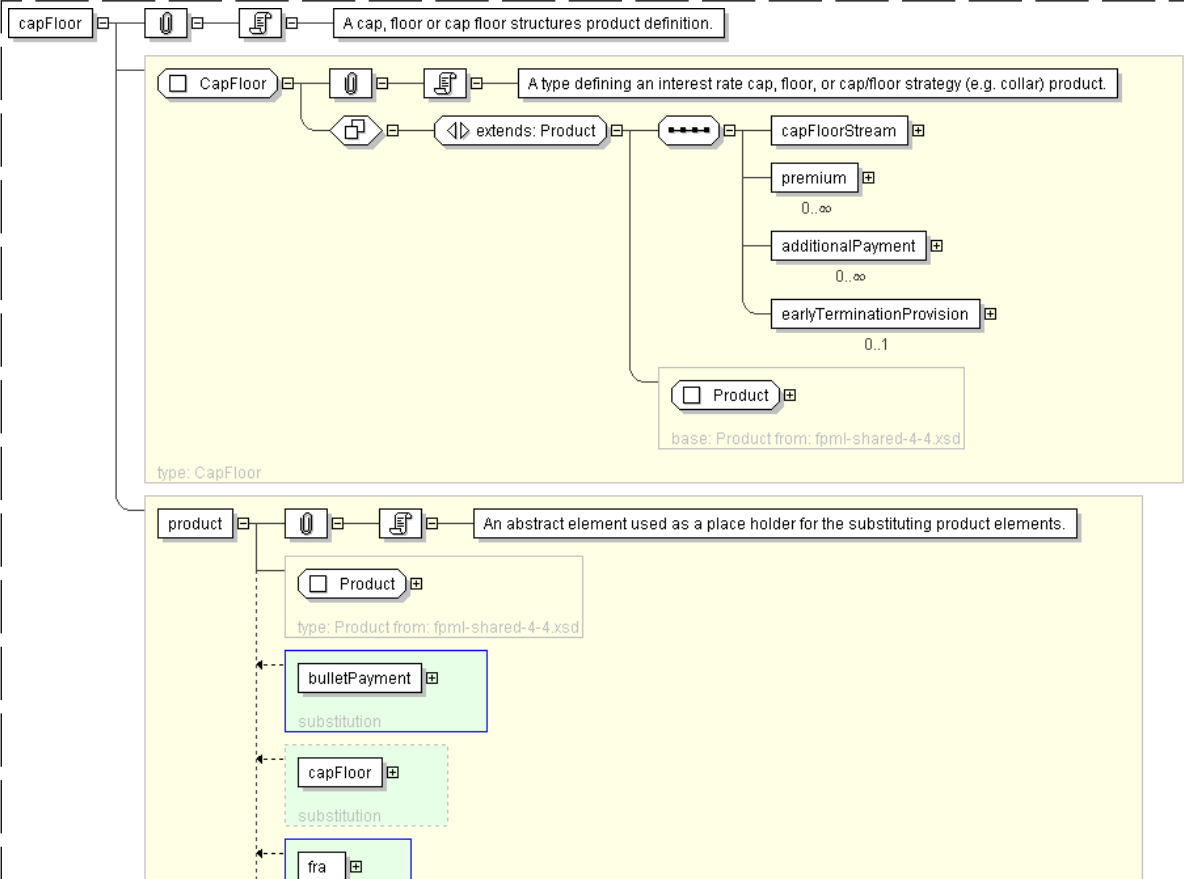 capFloor
A cap, floor or cap floor structures product definition.
CapFloor
A type defining an interest rate cap, floor, or cap/floor strategy (e.g. collar) product.
extends: Product
capFloorStream
premium
0..∞
additionalPayment
0..∞
earlyTerminationProvision
0..1
Product
base: Product from: fpml-shared-4-4.xsd
type: CapFloor
product
An abstract element used as a place holder for the substituting product elements.
Product
type: Product from: fpml-shared-4-4.xsd
bulletPayment
substitution
capFloor
substitution
fra